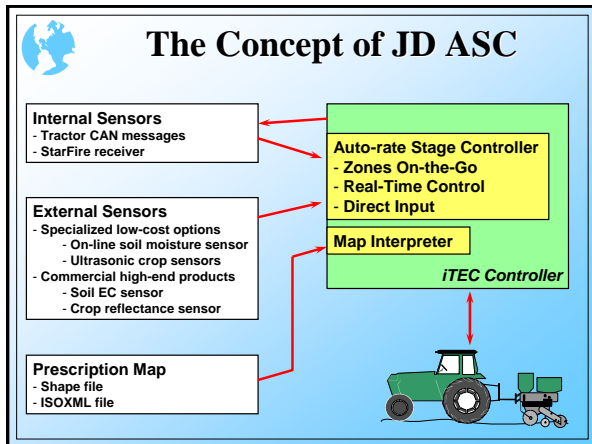 The Concept of JD ASC
Internal Sensors
- Tractor CAN messages
- StarFire receiver
External Sensors
- Specialized low-cost options
- On-line soil moisture sensor
- Ultrasonic crop sensors
- Commercial high-end products
- Soil EC sensor
- Crop reflectance sensor
Prescription Map
- Shape file
- ISOXML file
Auto-rate Stage Controller
- Zones On-the-Go
- Real-Time Control
- Direct Input
Map Interpreter
iTEC Controller